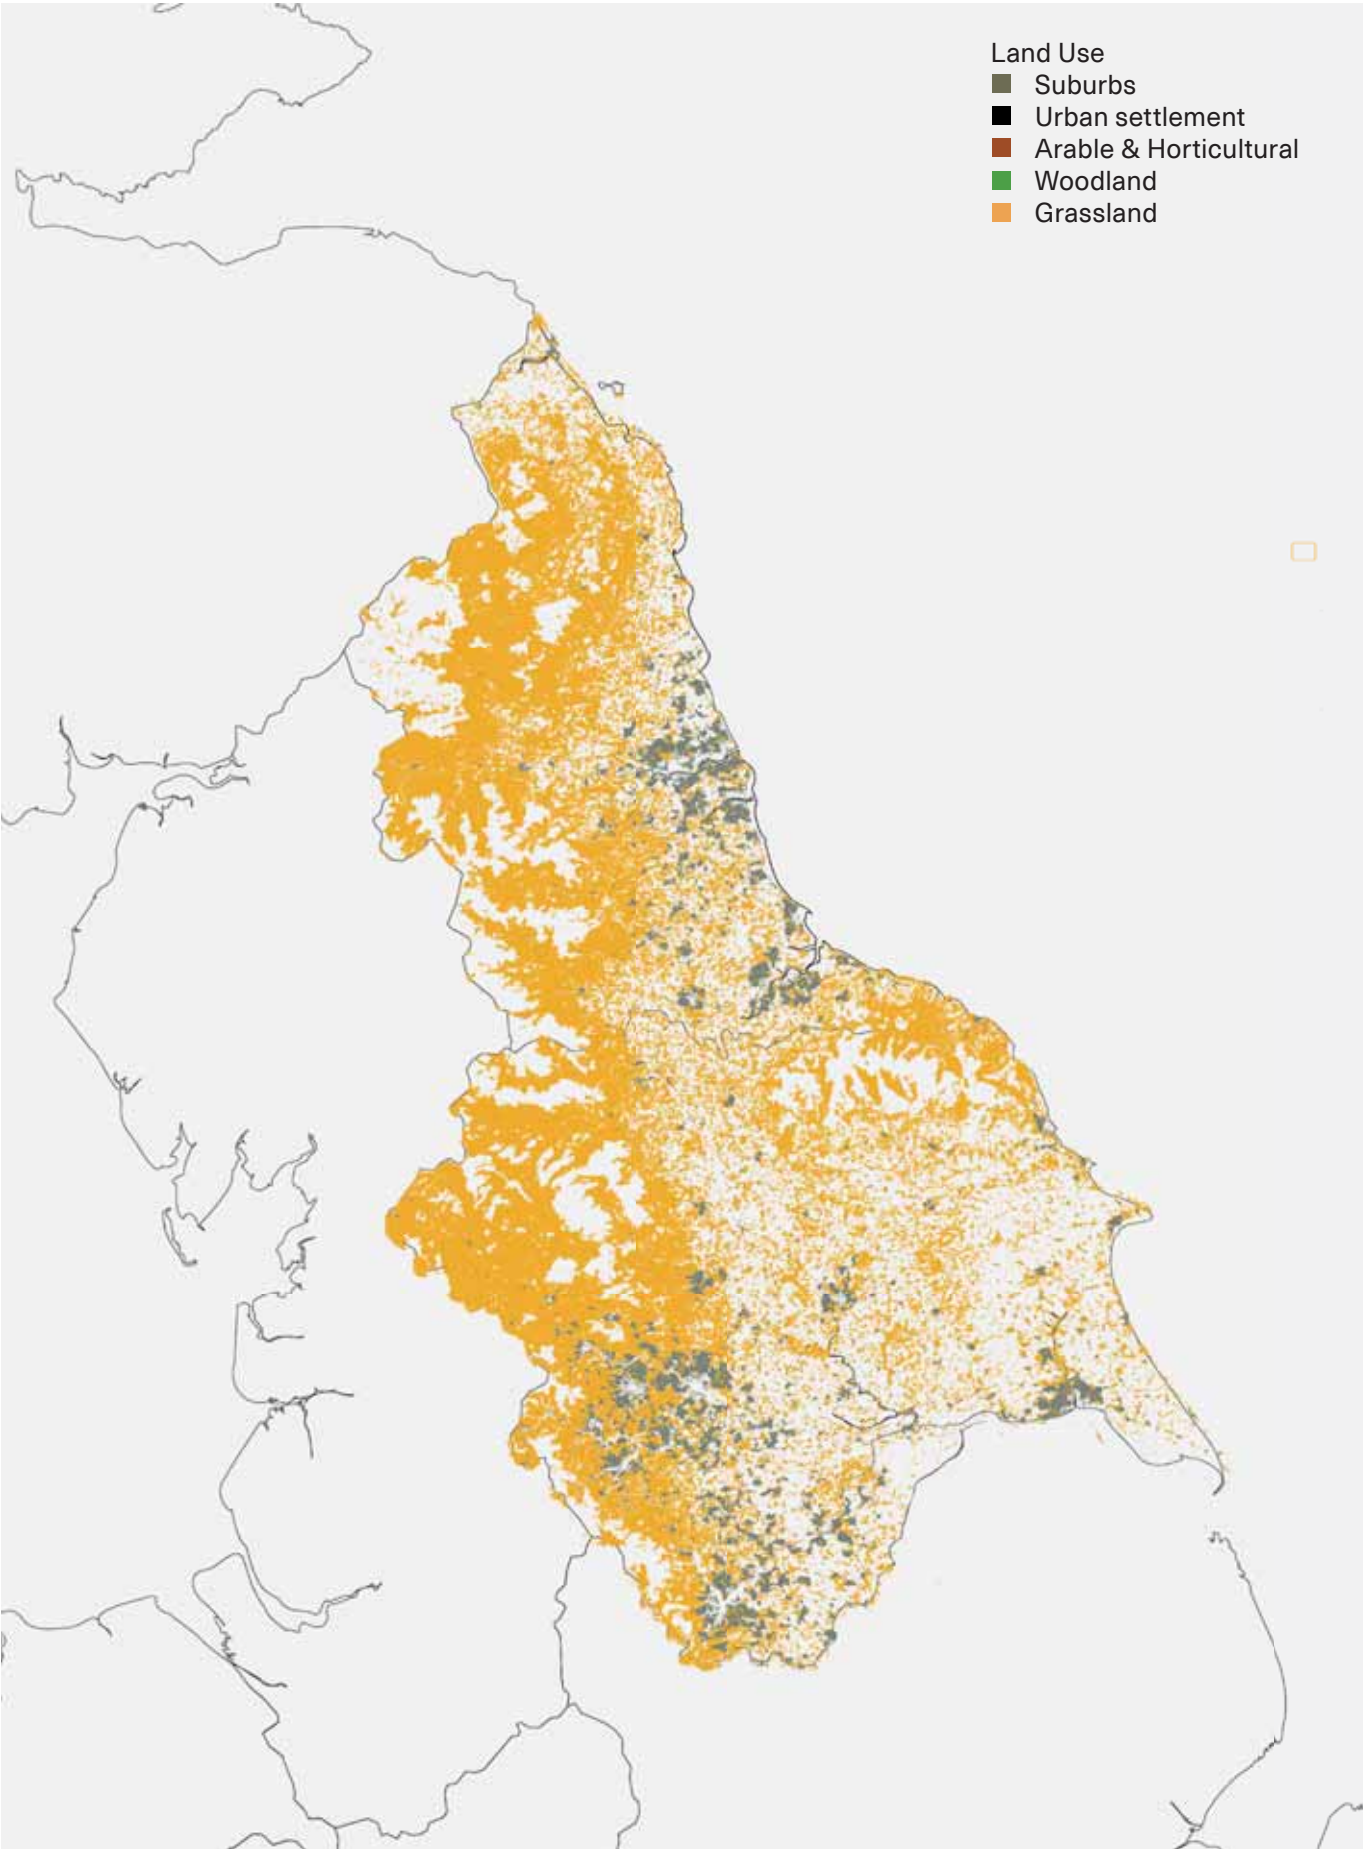 Land Use
Suburbs
Urban settlement
Arable & Horticultural
Woodland
Grassland